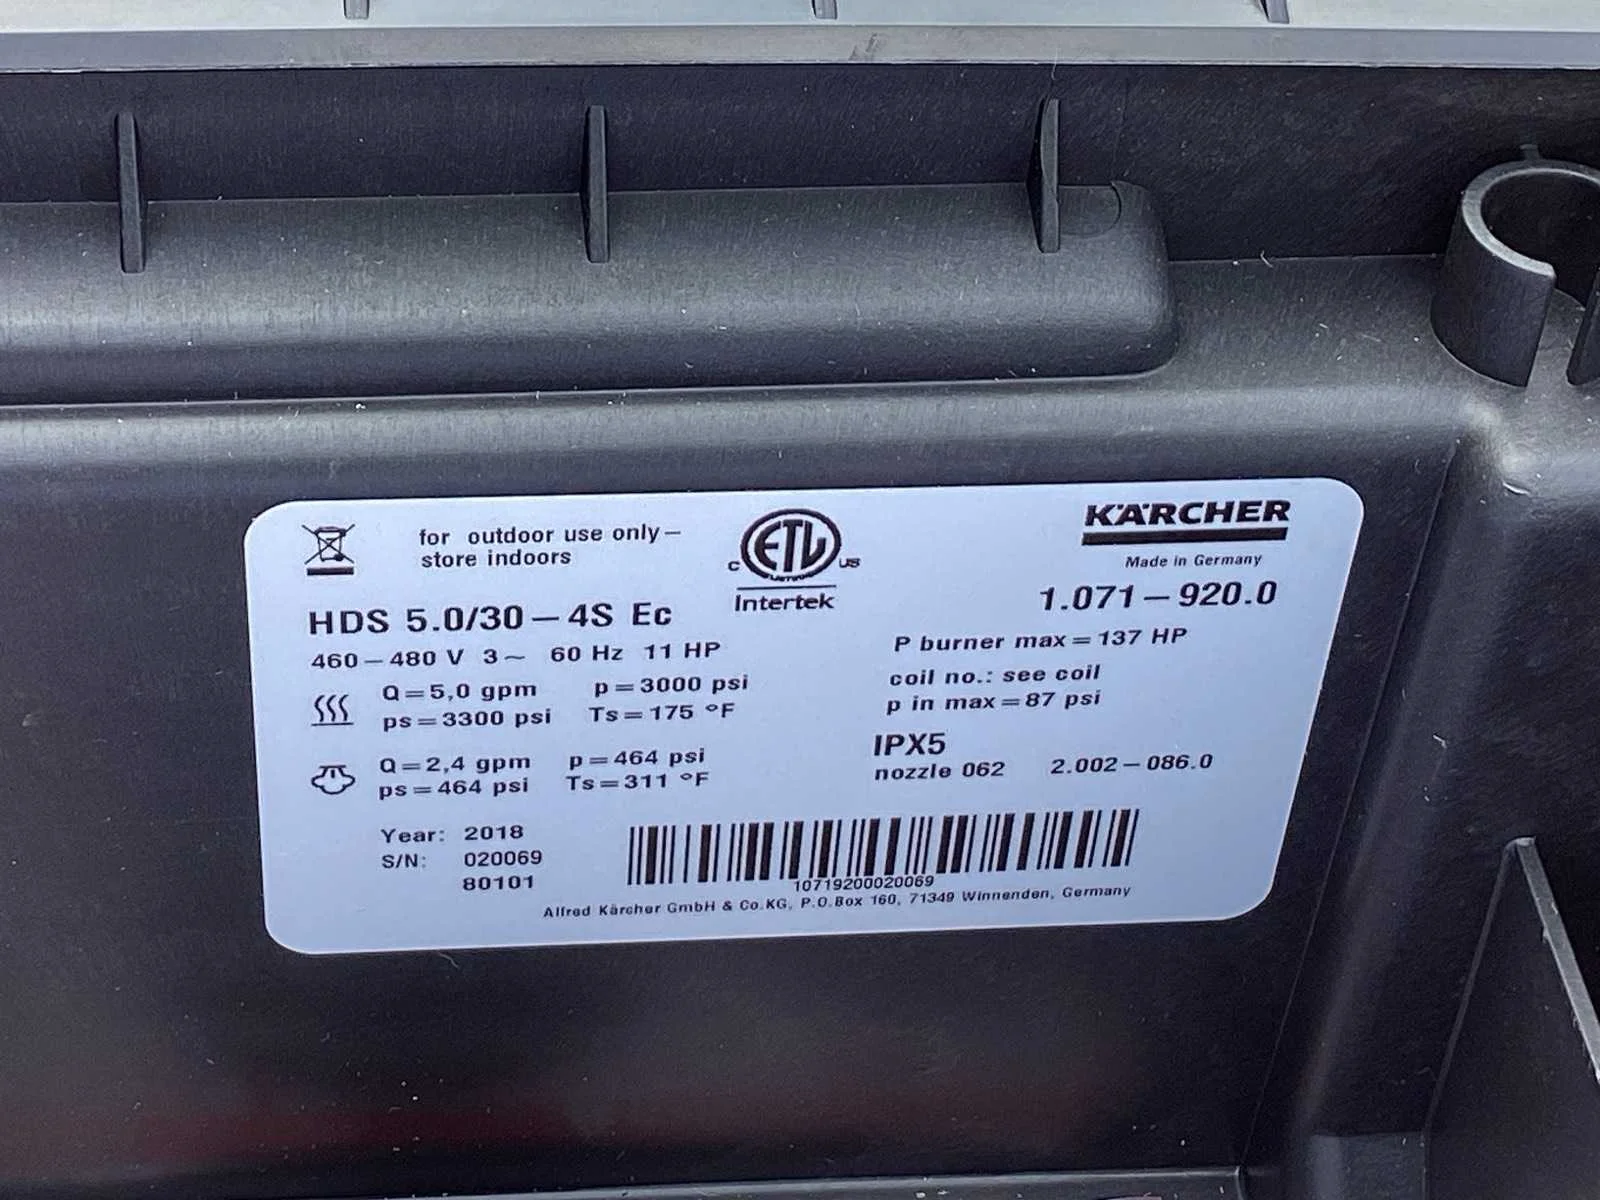 for outdoor use only –
store indoors
C ETL US
Intertek
KÄRCHER
Made in Germany
1.071 – 920.0
HDS 5.0/30 – 4S Ec
460 – 480 V 3 ~ 60 Hz 11 HP
Q = 5,0 gpm p = 3000 psi
ps = 3300 psi Ts = 175 °F
Q = 2,4 gpm p = 464 psi
ps = 464 psi Ts = 311 °F
P burner max = 137 HP
coil no.: see coil
p in max = 87 psi
IPX5
nozzle 062 2.002 – 086.0
Year: 2018
S/N: 020069
80101
10719200020069
Alfred Kärcher GmbH & Co.KG, P.O.Box 160, 71349 Winnenden, Germany